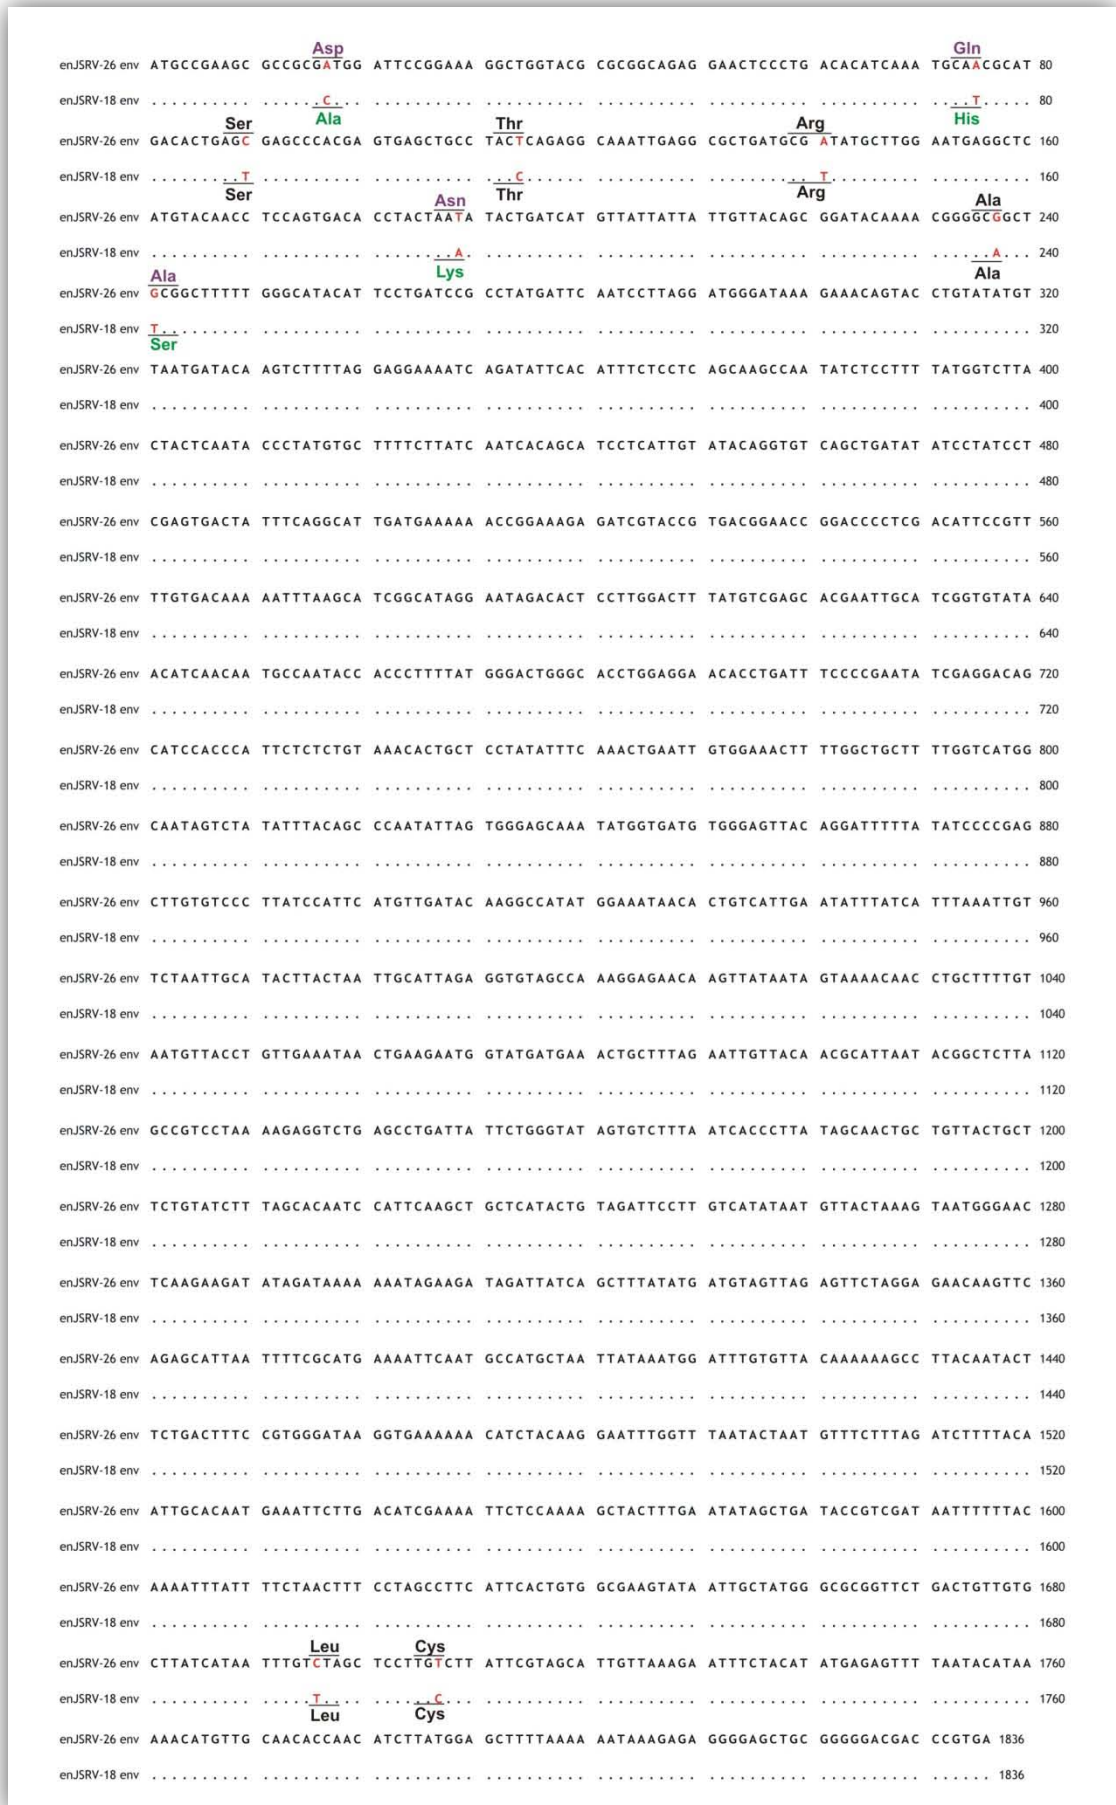 Asp Gln
enJSRV-26 env ATGCCGAAGC GCCGCGATGG ATTCCGGAAA GGCTGGTACG CGCGGCAGAG GAACTCCCTG ACACATCAAA TGCAACGCAT 80
enJSRV-18 env .......... ......C... .......... .......... .......... .......... .......... ....T..... 80
Ala His
Ser Thr Arg
enJSRV-26 env GACACTGAGC GAGCCCACGA GTGAGCTGCC TACTCAGAGG CAAATTGAGG CGCTGATGCG ATATGCTTGG AATGAGGCTC 160
enJSRV-18 env .........T .......... .......... ...C...... .......... .......... T......... .......... 160
Ser Thr Arg
Asn Ala
enJSRV-26 env ATGTACAACC TCCAGTGACA CCTACTAATA TACTGATCAT GTTATTATTA TTGTTACAGC GGATACAAAA CGGGGCGGCT 240
enJSRV-18 env .......... .......... ........A. .......... .......... .......... .......... ......A... 240
Lys Ala
Ala
enJSRV-26 env GCGGCTTTTT GGGCATACAT TCCTGATCCG CCTATGATTC AATCCTTAGG ATGGGATAAA GAAACAGTAC CTGTATATGT 320
enJSRV-18 env T......... .......... .......... .......... .......... .......... .......... .......... 320
Ser
enJSRV-26 env TAATGATACA AGTCTTTTAG GAGGAAAATC AGATATTCAC ATTTCTCCTC AGCAAGCCAA TATCTCCTTT TATGGTCTTA 400
enJSRV-18 env .......... .......... .......... .......... .......... .......... .......... .......... 400
enJSRV-26 env CTACTCAATA CCCTATGTGC TTTTCTTATC AATCACAGCA TCCTCATTGT ATACAGGTGT CAGCTGATAT ATCCTATCCT 480
enJSRV-18 env .......... .......... .......... .......... .......... .......... .......... .......... 480
enJSRV-26 env CGAGTGACTA TTTCAGGCAT TGATGAAAAA ACCGGAAAGA GATCGTACCG TGACGGAACC GGACCCCTCG ACATTCCGTT 560
enJSRV-18 env .......... .......... .......... .......... .......... .......... .......... .......... 560
enJSRV-26 env TTGTGACAAA AATTTAAGCA TCGGCATAGG AATAGACACT CCTTGGACTT TATGTCGAGC ACGAATTGCA TCGGTGTATA 640
enJSRV-18 env .......... .......... .......... .......... .......... .......... .......... .......... 640
enJSRV-26 env ACATCAACAA TGCCAATACC ACCCTTTTAT GGGACTGGGC ACCTGGAGGA ACACCTGATT TCCCCGAATA TCGAGGACAG 720
enJSRV-18 env .......... .......... .......... .......... .......... .......... .......... .......... 720
enJSRV-26 env CATCCACCCA TTCTCTCTGT AAACACTGCT CCTATATTTC AAACTGAATT GTGGAAACTT TTGGCTGCTT TTGGTCATGG 800
enJSRV-18 env .......... .......... .......... .......... .......... .......... .......... .......... 800
enJSRV-26 env CAATAGTCTA TATTTACAGC CCAATATTAG TGGGAGCAAA TATGGTGATG TGGGAGTTAC AGGATTTTTA TATCCCCGAG 880
enJSRV-18 env .......... .......... .......... .......... .......... .......... .......... .......... 880
enJSRV-26 env CTTGTGTCCC TTATCCATTC ATGTTGATAC AAGGCCATAT GGAAATAACA CTGTCATTGA ATATTTATCA TTTAAATTGT 960
enJSRV-18 env .......... .......... .......... .......... .......... .......... .......... .......... 960
enJSRV-26 env TCTAATTGCA TACTTACTAA TTGCATTAGA GGTGTAGCCA AAGGAGAACA AGTTATAATA GTAAAACAAC CTGCTTTTGT 1040
enJSRV-18 env .......... .......... .......... .......... .......... .......... .......... .......... 1040
enJSRV-26 env AATGTTACCT GTTGAAATAA CTGAAGAATG GTATGATGAA ACTGCTTTAG AATTGTTACA ACGCATTAAT ACGGCTCTTA 1120
enJSRV-18 env .......... .......... .......... .......... .......... .......... .......... .......... 1120
enJSRV-26 env GCCGTCCTAA AAGAGGTCTG AGCCTGATTA TTCTGGGTAT AGTGTCTTTA ATCACCCTTA TAGCAACTGC TGTTACTGCT 1200
enJSRV-18 env .......... .......... .......... .......... .......... .......... .......... .......... 1200
enJSRV-26 env TCTGTATCTT TAGCACAATC CATTCAAGCT GCTCATACTG TAGATTCCTT GTCATATAAT GTTACTAAAG TAATGGGAAC 1280
enJSRV-18 env .......... .......... .......... .......... .......... .......... .......... .......... 1280
enJSRV-26 env TCAAGAAGAT ATAGATAAAA AAATAGAAGA TAGATTATCA GCTTTATATG ATGTAGTTAG AGTTCTAGGA GAACAAGTTC 1360
enJSRV-18 env .......... .......... .......... .......... .......... .......... .......... .......... 1360
enJSRV-26 env AGAGCATTAA TTTTCGCATG AAAATTCAAT GCCATGCTAA TTATAAATGG ATTTGTGTTA CAAAAAAGCC TTACAATACT 1440
enJSRV-18 env .......... .......... .......... .......... .......... .......... .......... .......... 1440
enJSRV-26 env TCTGACTTTC CGTGGGATAA GGTGAAAAAA CATCTACAAG GAATTTGGTT TAATACTAAT GTTTCTTTAG ATCTTTTACA 1520
enJSRV-18 env .......... .......... .......... .......... .......... .......... .......... .......... 1520
enJSRV-26 env ATTGCACAAT GAAATTCTTG ACATCGAAAA TTCTCCAAAA GCTACTTTGA ATATAGCTGA TACCGTCGAT AATTTTTTAC 1600
enJSRV-18 env .......... .......... .......... .......... .......... .......... .......... .......... 1600
enJSRV-26 env AAAATTTATT TTCTAACTTT CCTAGCCTTC ATTCACTGTG GCGAAGTATA ATTGCTATGG GCGCGGTTCT GACTGTTGTG 1680
enJSRV-18 env .......... .......... .......... .......... .......... .......... .......... .......... 1680
Leu Cys
enJSRV-26 env CTTATCATAA TTTGTCTAGC TCCTTGTCTT ATTCGTAGCA TTGTTAAAGA ATTTCTACAT ATGAGAGTTT TAATACATAA 1760
enJSRV-18 env .......... .....T.... ......C... .......... .......... .......... .......... .......... 1760
Leu Cys
enJSRV-26 env AAACATGTTG CAACACCAAC ATCTTATGGA GCTTTTAAAA AATAAAGAGA GGGGAGCTGC GGGGGACGAC CCGTGA 1836
enJSRV-18 env .......... .......... .......... .......... .......... .......... .......... ...... 1836